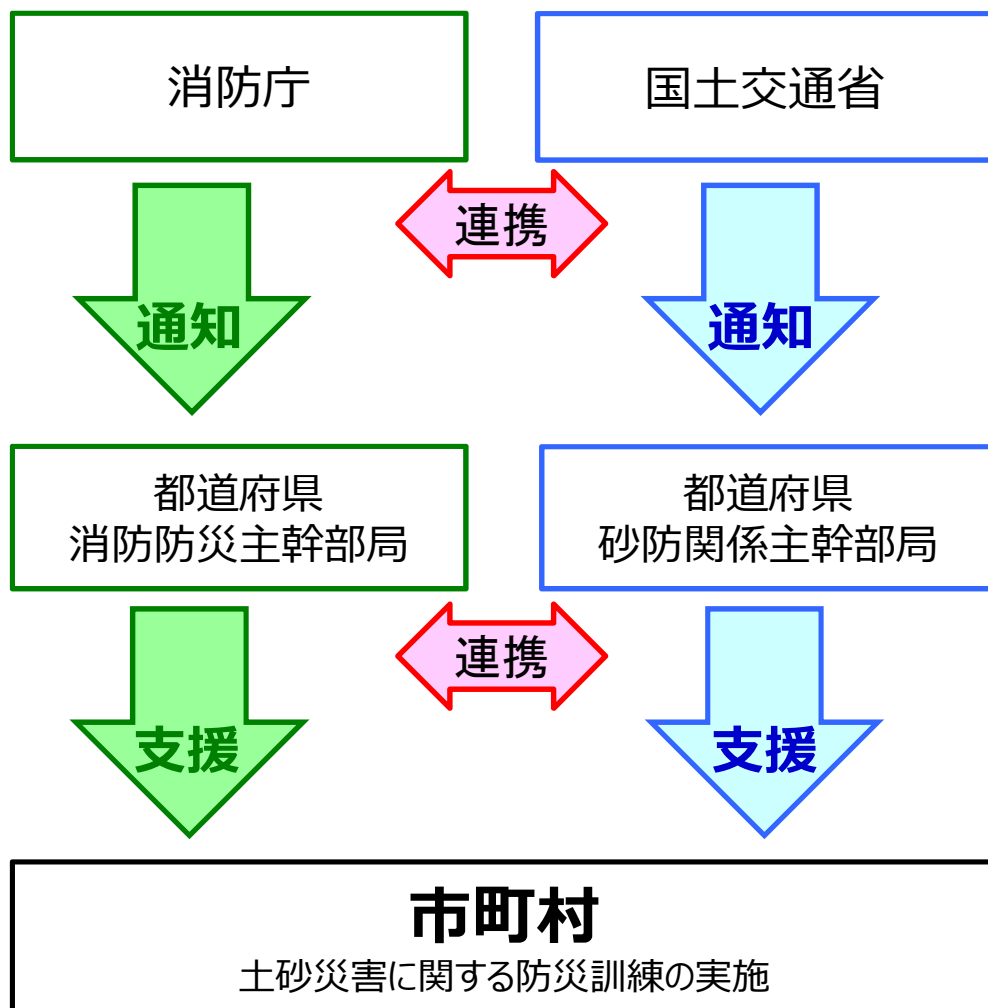 消防庁
国土交通省
連携
通知
通知
都道府県
消防防災主幹部局
都道府県
砂防関係主幹部局
連携
支援
支援
市町村
土砂災害に関する防災訓練の実施